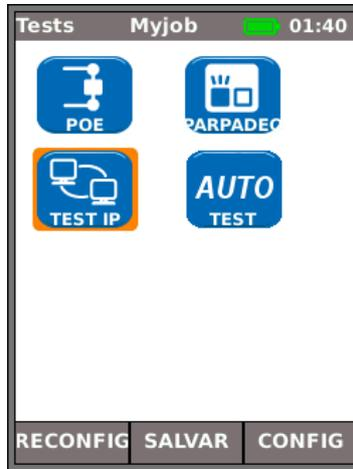 Tests Myjob 01:40
POE PARPADEO
TEST IP AUTO TEST
RECONFIG SALVAR CONFIG